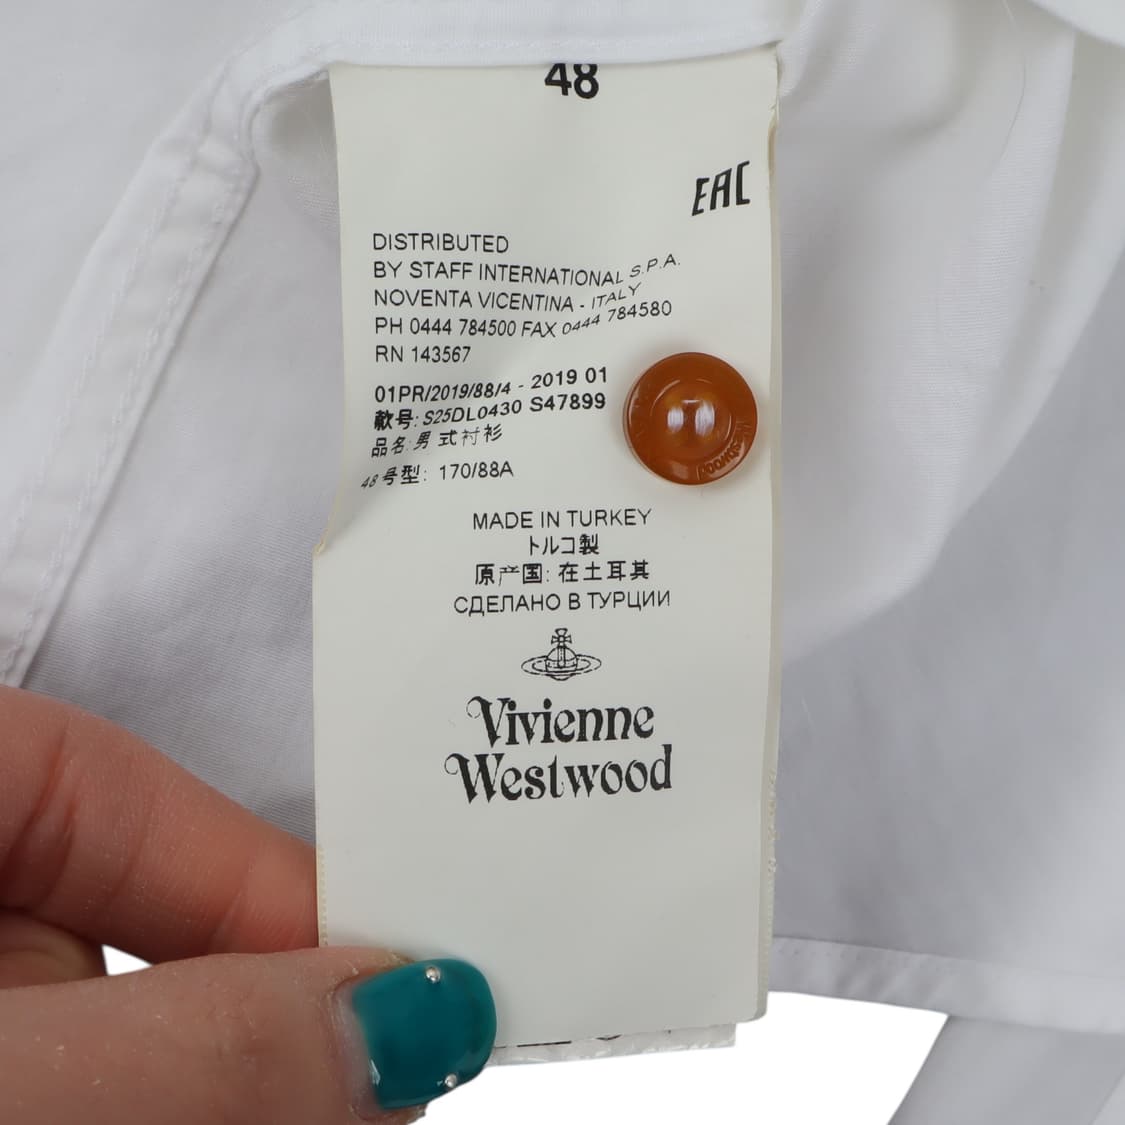 48
EAC
DISTRIBUTED
BY STAFF INTERNATIONAL S.P.A.
NOVENTA VICENTINA - ITALY
PH 0444 784500 FAX 0444 784580
RN 143567
01PR/2019/88/4 - 2019 01
款号: S25DL0430 S47899
品名: 男式衬衫
48号型: 170/88A
MADE IN TURKEY
トルコ製
原产国: 在土耳其
СДЕЛАНО В ТУРЦИИ
Vivienne
Westwood